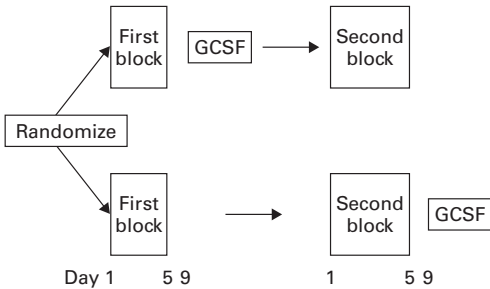 First
block
GCSF
Second
block
Randomize
First
block
Second
block
GCSF
Day 1 5 9 1 5 9